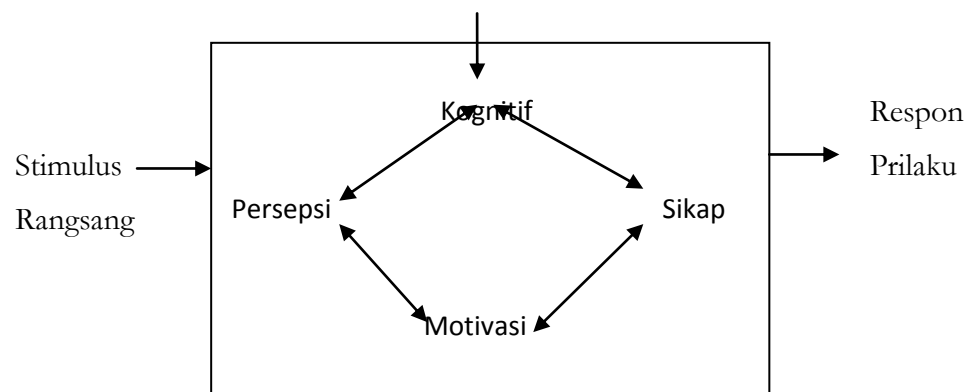 Kognitif
Respon
Stimulus
Prilaku
Persepsi
Sikap
Rangsang
Motivasi